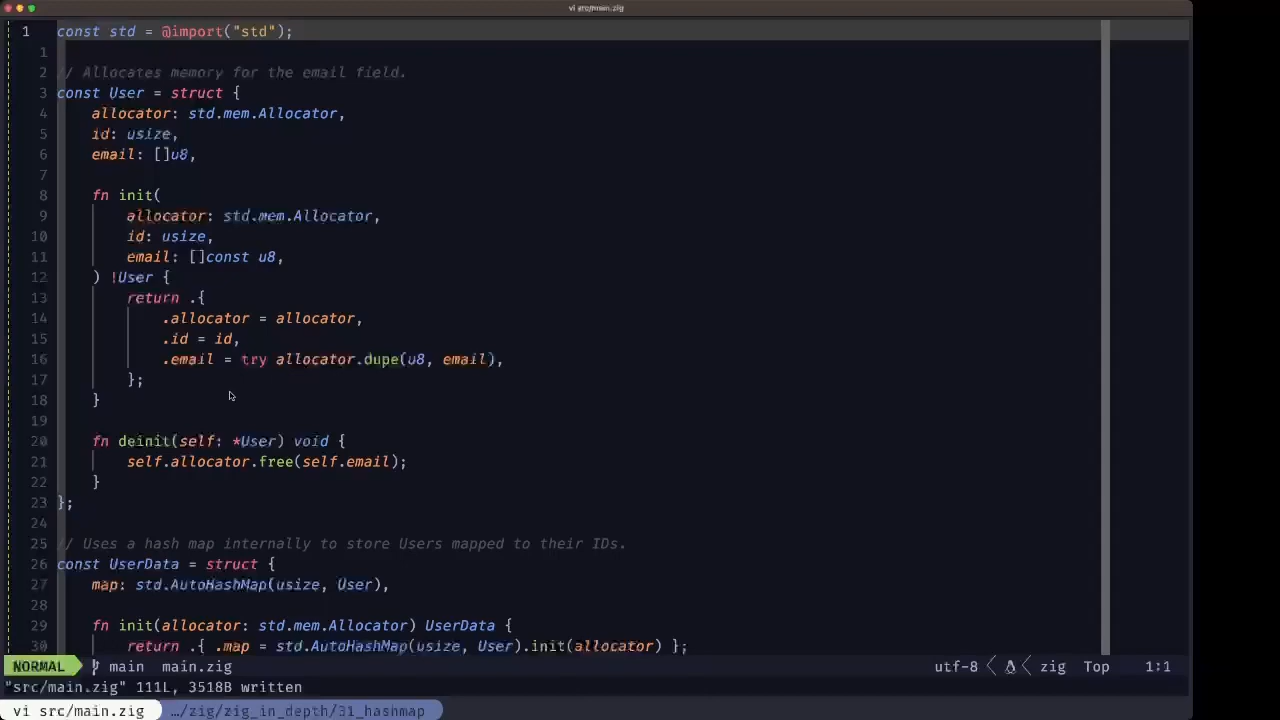 vi src/main.zig
1 const std = @import("std");
1
2 // Allocates memory for the email field.
3 const User = struct {
4 allocator: std.mem.Allocator,
5 id: usize,
6 email: []u8,
7
8 fn init(
9 allocator: std.mem.Allocator,
10 id: usize,
11 email: []const u8,
12 ) !User {
13 return .{
14 .allocator = allocator,
15 .id = id,
16 .email = try allocator.dupe(u8, email),
17 };
18 }
19
20 fn deinit(self: *User) void {
21 self.allocator.free(self.email);
22 }
23 };
24
25 // Uses a hash map internally to store Users mapped to their IDs.
26 const UserData = struct {
27 map: std.AutoHashMap(usize, User),
28
29 fn init(allocator: std.mem.Allocator) UserData {
30 return .{ .map = std.AutoHashMap(usize, User).init(allocator) };
NORMAL main main.zig utf-8 zig Top 1:1
"src/main.zig" 111L, 3518B written
vi src/main.zig …/zig/zig_in_depth/31_hashmap